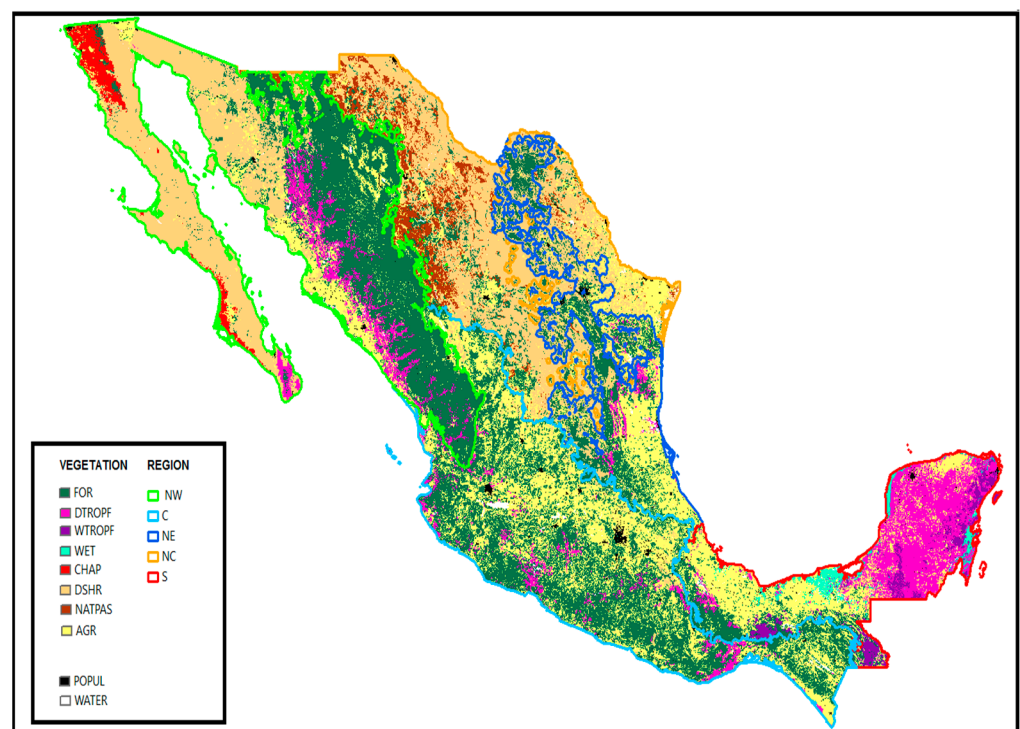 VEGETATION REGION
FOR NW
DTROPF C
WTROPF NE
WET NC
CHAP S
DSHR
NATPAS
AGR
POPUL
WATER